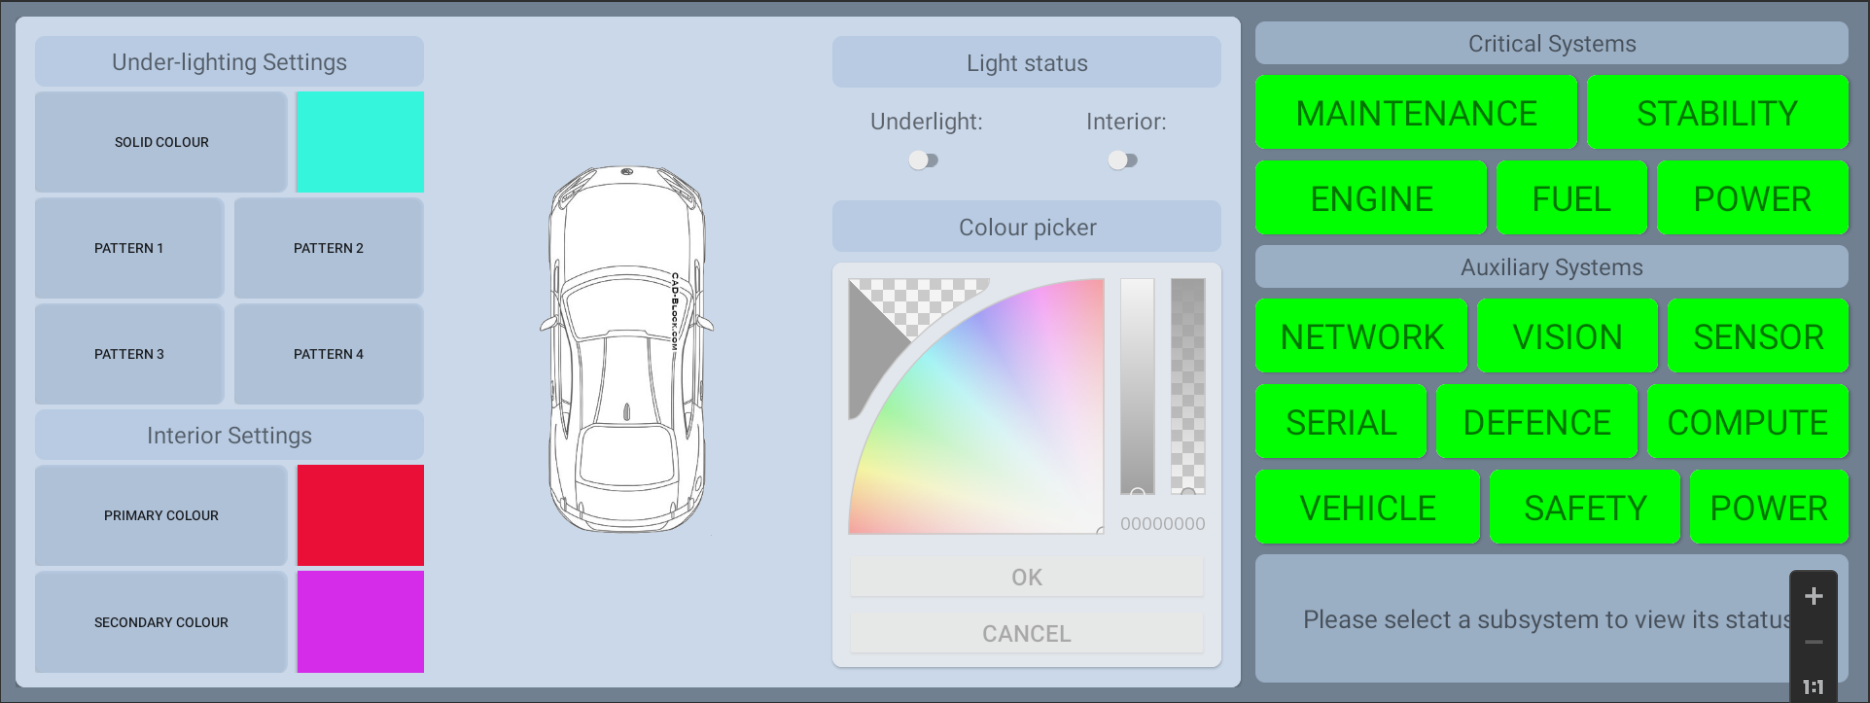 Under-lighting Settings
SOLID COLOUR
PATTERN 1
PATTERN 2
PATTERN 3
PATTERN 4
Interior Settings
PRIMARY COLOUR
SECONDARY COLOUR
CAD-BLOCK.COM
Light status
Underlight:
Interior:
Colour picker
00000000
OK
CANCEL
Critical Systems
MAINTENANCE
STABILITY
ENGINE
FUEL
POWER
Auxiliary Systems
NETWORK
VISION
SENSOR
SERIAL
DEFENCE
COMPUTE
VEHICLE
SAFETY
POWER
Please select a subsystem to view its status
+
−
1:1